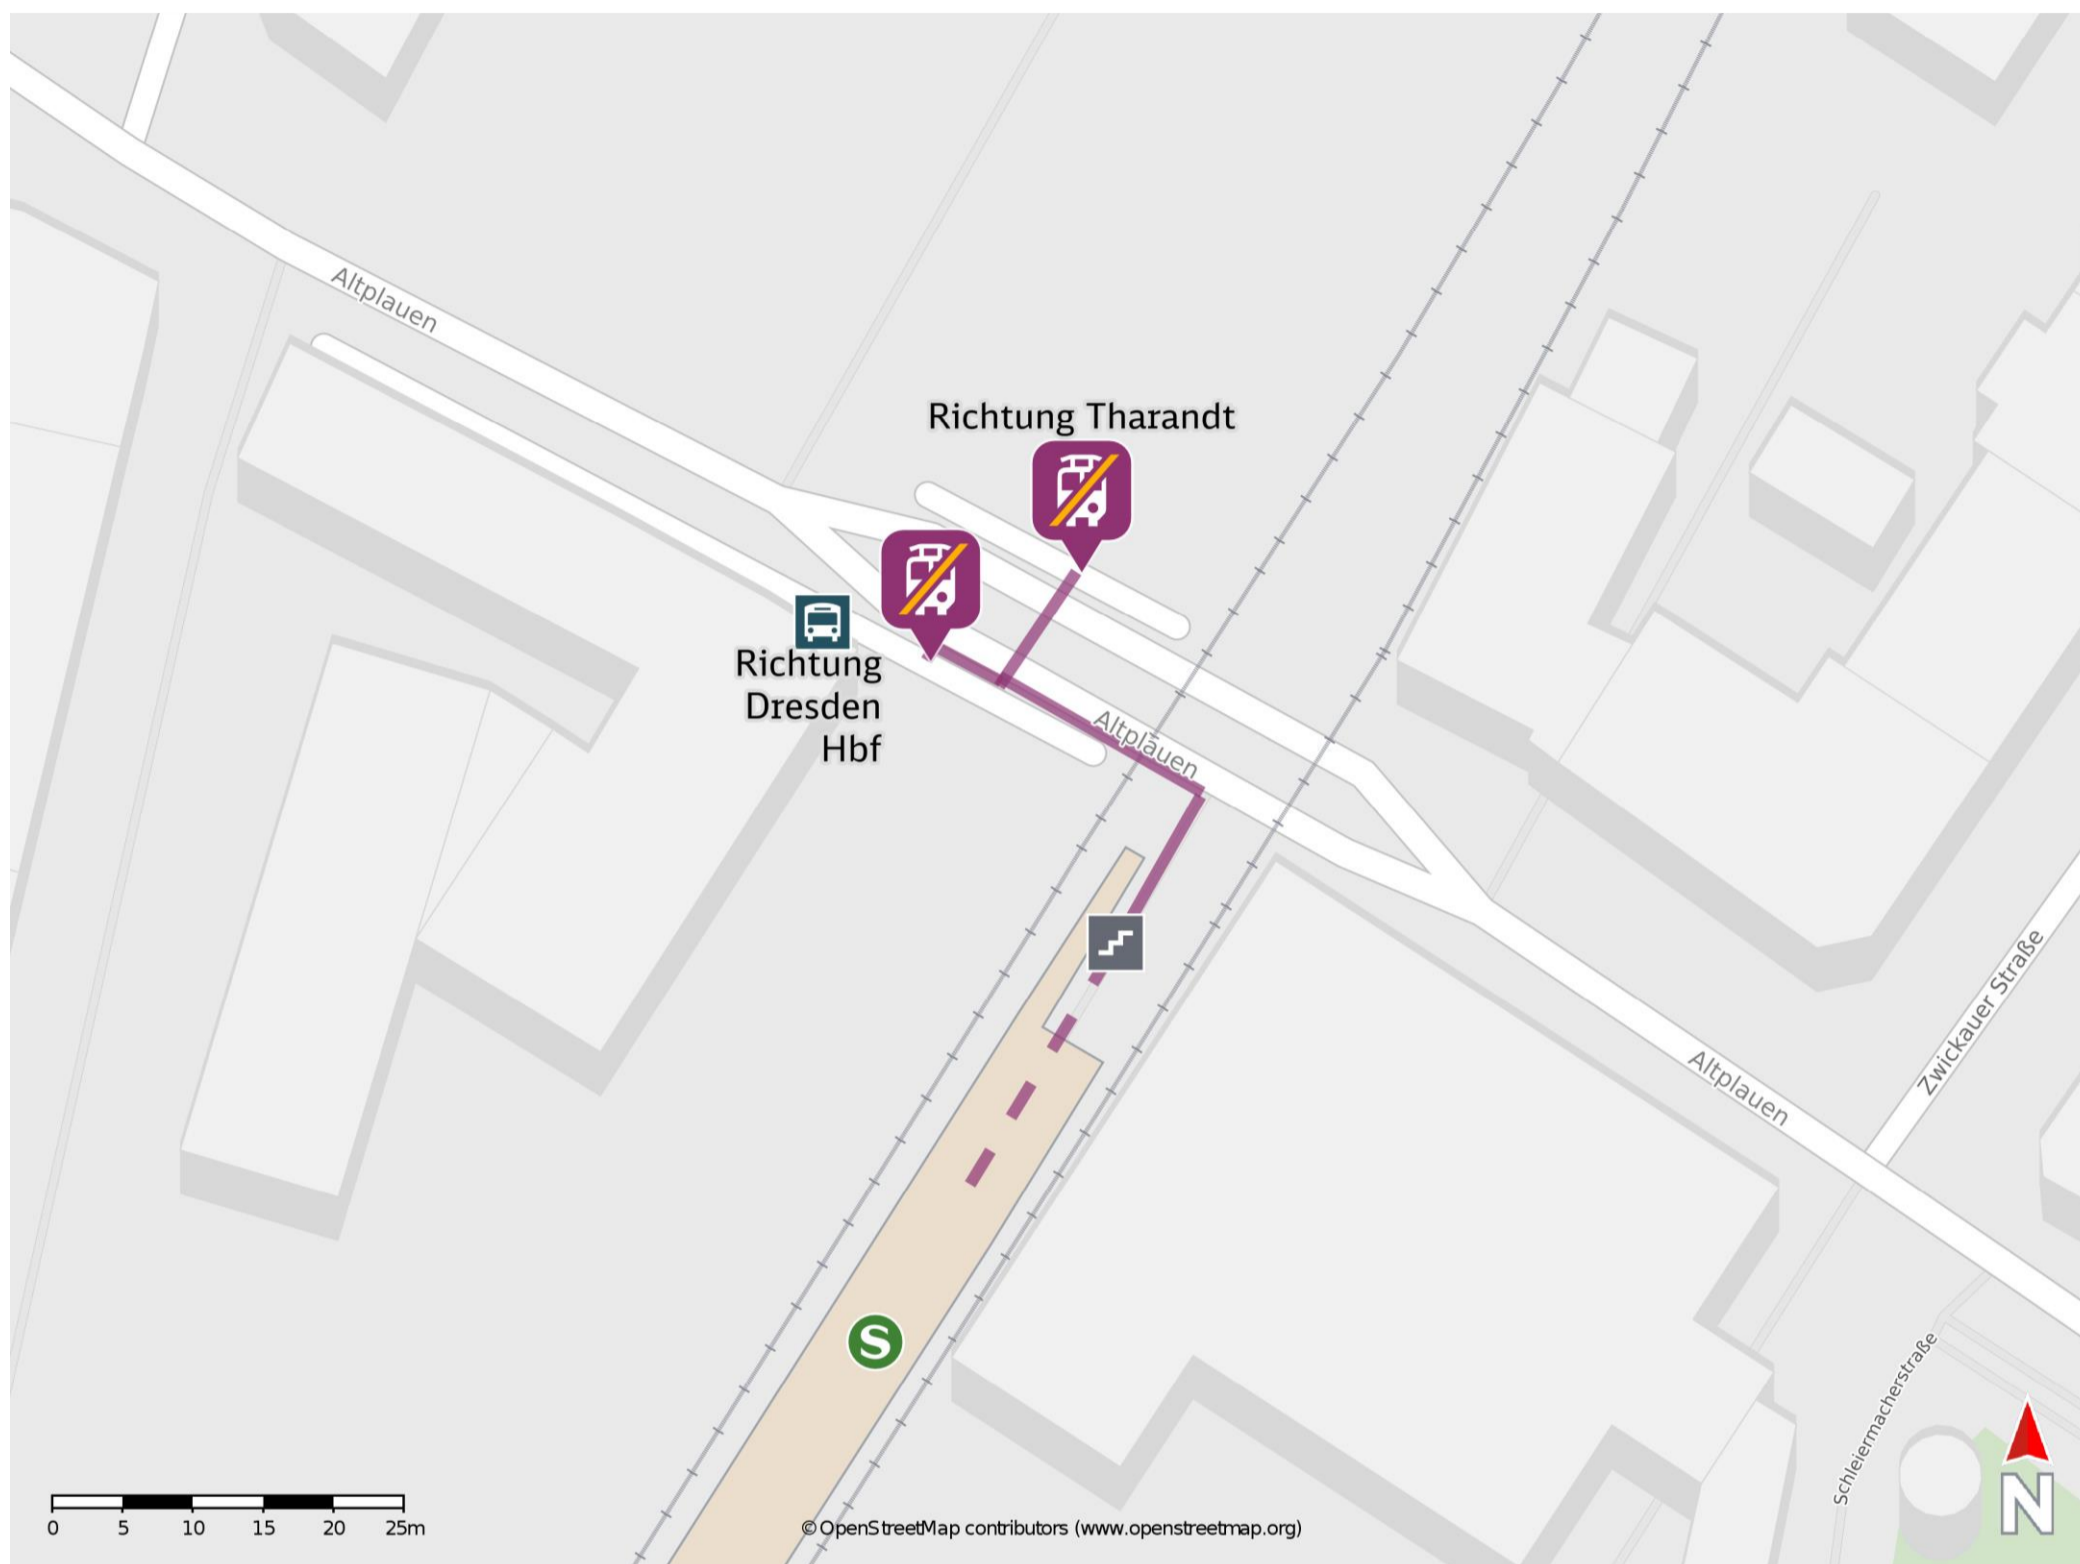 Altplauen
Richtung Tharandt
Richtung
Dresden
Hbf
Altplauen
Altplauen
Zwickauer Straße
Schleiermacherstraße
S
0 5 10 15 20 25m
© OpenStreetMap contributors (www.openstreetmap.org)
N